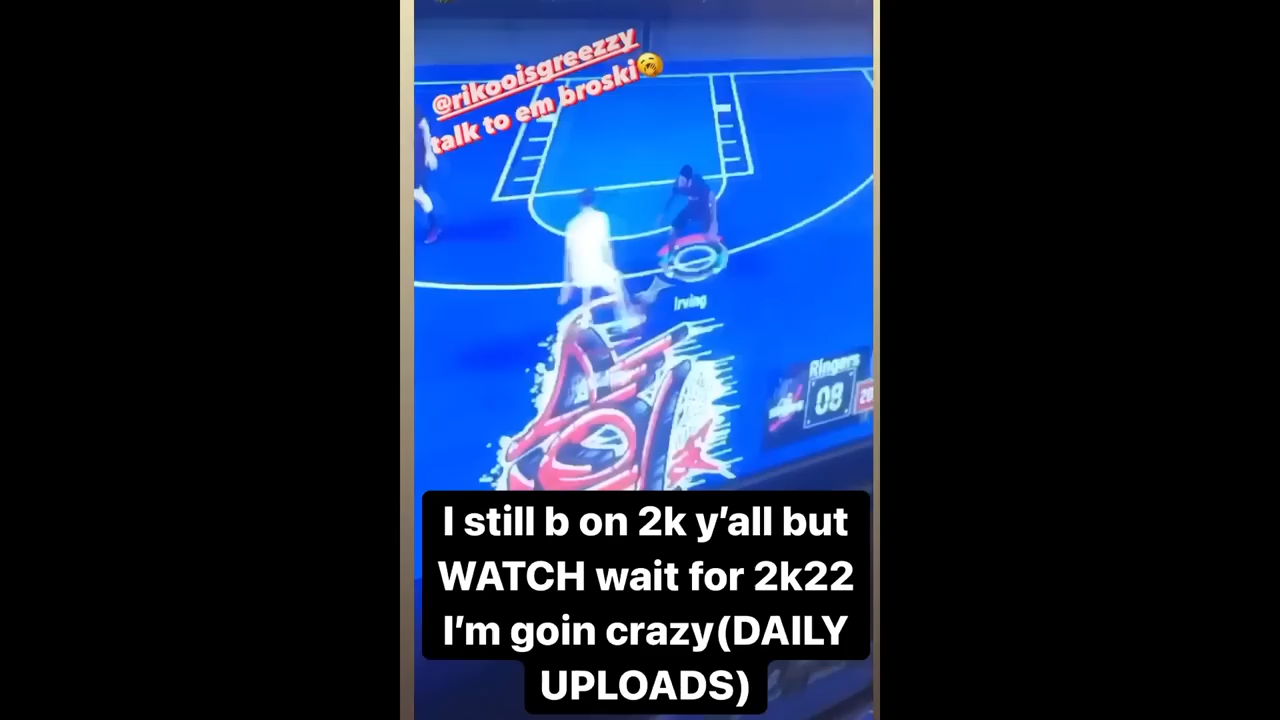 @rikooisgreezzy
talk to em broski🥱
Irving
Ringers
08
20
I still b on 2k y’all but
WATCH wait for 2k22
I’m goin crazy(DAILY
UPLOADS)